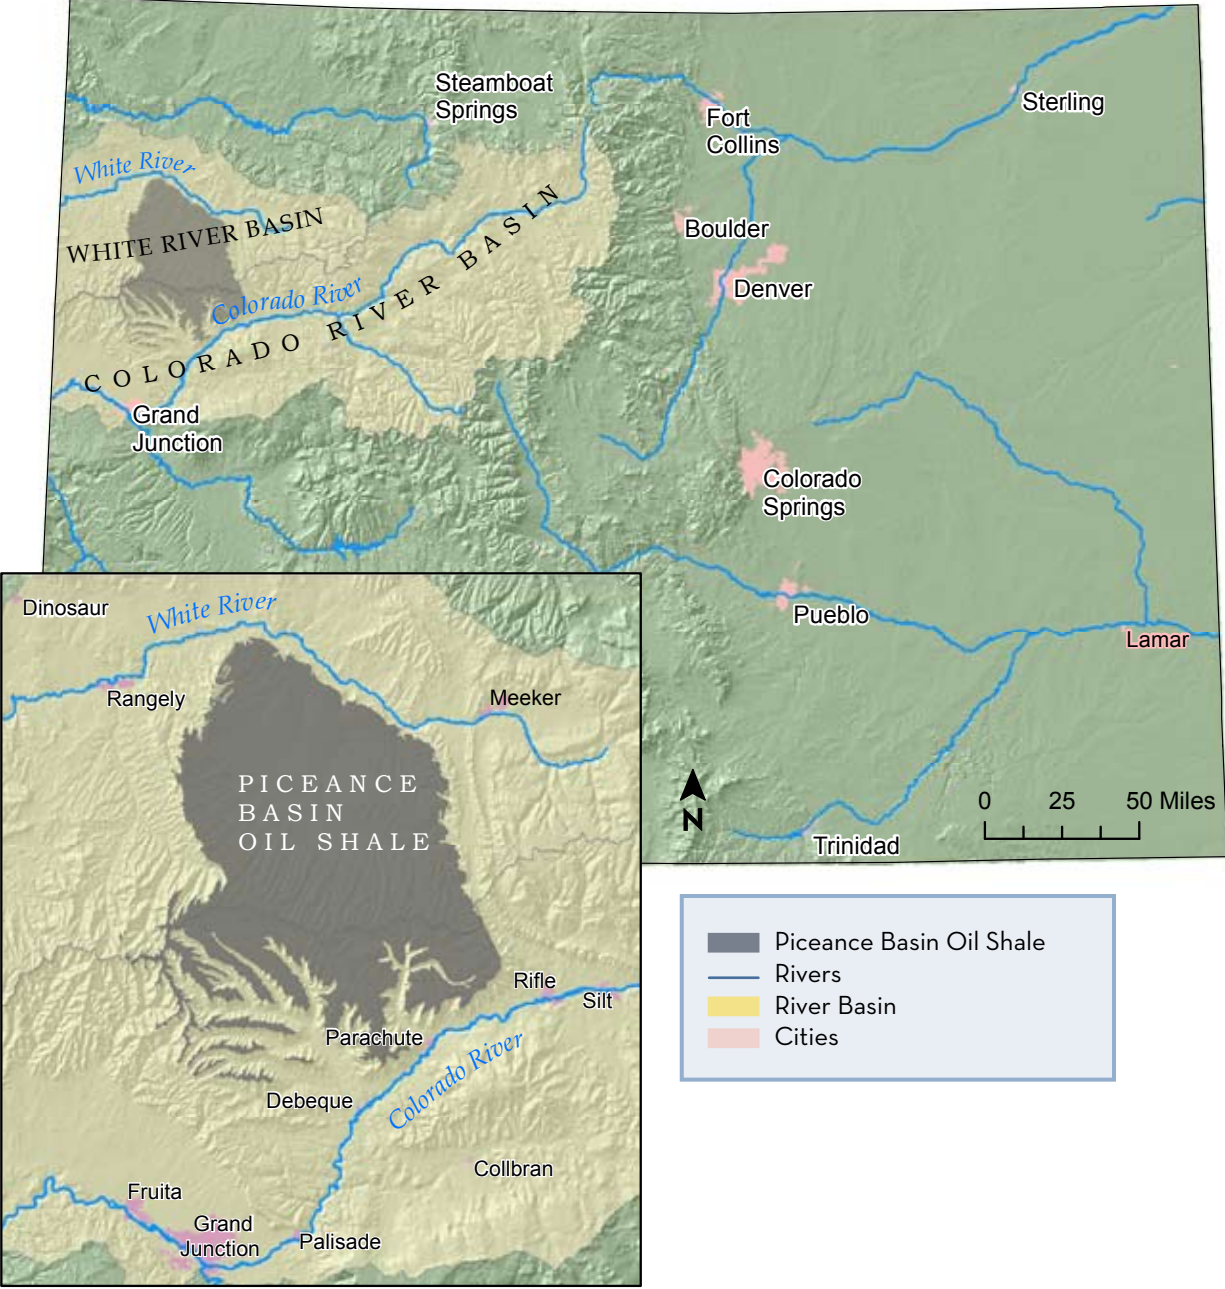 Steamboat
Springs
Fort
Collins
Sterling
White River
WHITE RIVER BASIN
Boulder
Denver
Colorado River
COLORADO RIVER BASIN
Grand
Junction
Colorado
Springs
Pueblo
Lamar
Trinidad
N
0 25 50 Miles
Dinosaur
White River
Rangely
Meeker
PICEANCE
BASIN
OIL SHALE
Rifle
Silt
Parachute
Colorado River
Debeque
Collbran
Fruita
Grand
Junction
Palisade
Piceance Basin Oil Shale
Rivers
River Basin
Cities